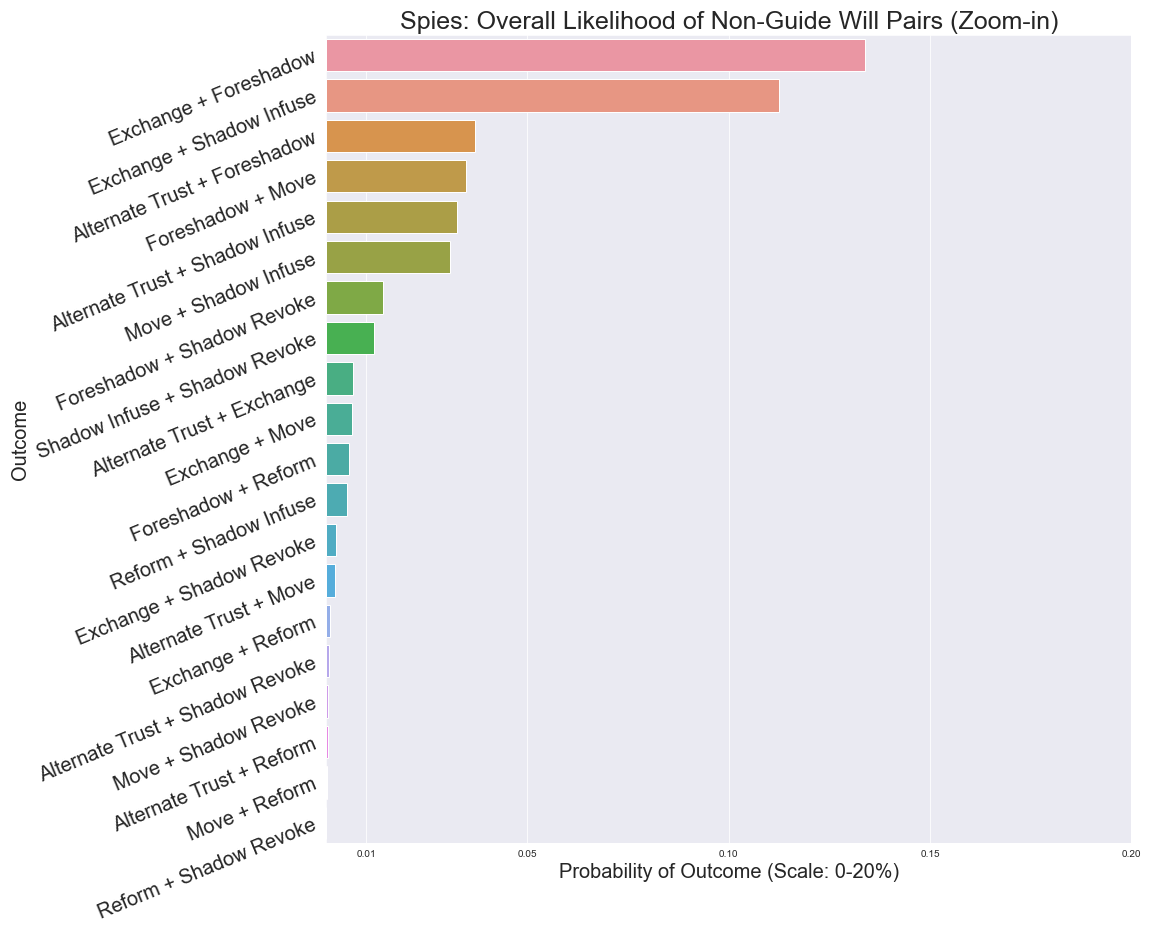 Spies: Overall Likelihood of Non-Guide Will Pairs (Zoom-in)
Exchange + Foreshadow
Exchange + Shadow Infuse
Alternate Trust + Foreshadow
Foreshadow + Move
Alternate Trust + Shadow Infuse
Move + Shadow Infuse
Foreshadow + Shadow Revoke
Shadow Infuse + Shadow Revoke
Alternate Trust + Exchange
Exchange + Move
Foreshadow + Reform
Reform + Shadow Infuse
Exchange + Shadow Revoke
Alternate Trust + Move
Exchange + Reform
Alternate Trust + Shadow Revoke
Move + Shadow Revoke
Alternate Trust + Reform
Move + Reform
Reform + Shadow Revoke
Outcome
0.01 0.05 0.10 0.15 0.20
Probability of Outcome (Scale: 0-20%)